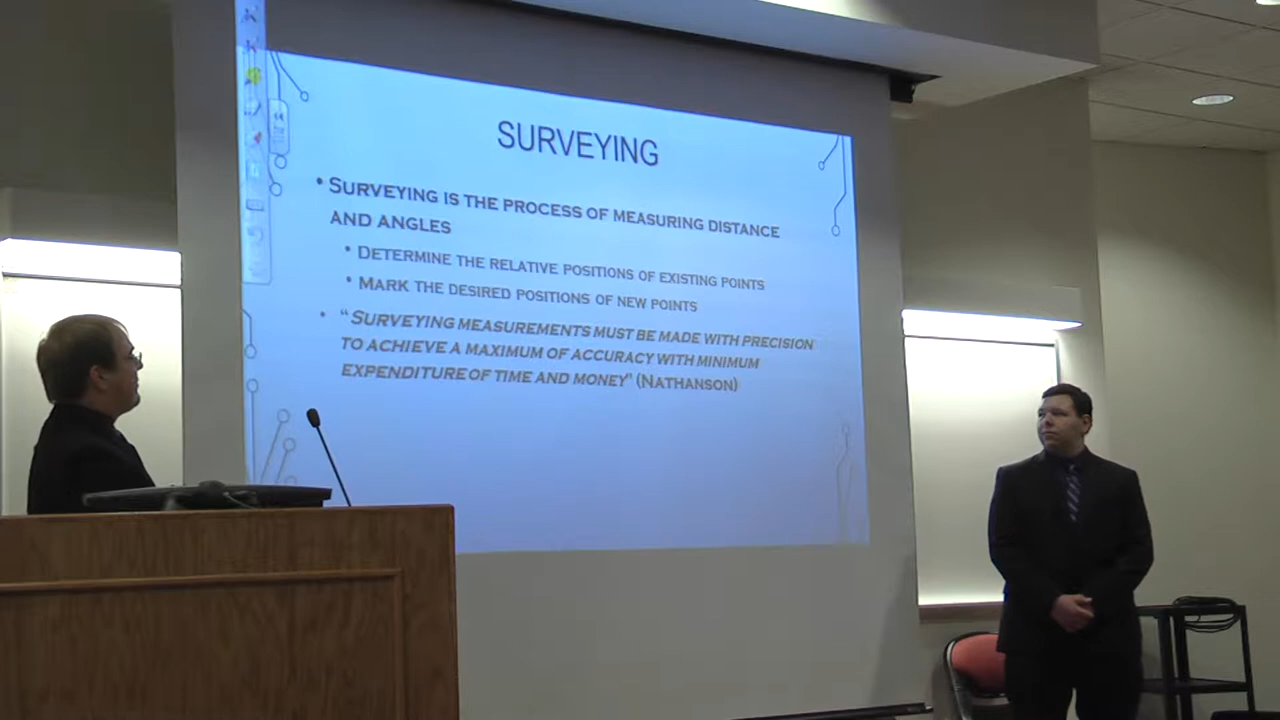 SURVEYING
• SURVEYING IS THE PROCESS OF MEASURING DISTANCE
AND ANGLES
• DETERMINE THE RELATIVE POSITIONS OF EXISTING POINTS
• MARK THE DESIRED POSITIONS OF NEW POINTS
• "SURVEYING MEASUREMENTS MUST BE MADE WITH PRECISION
TO ACHIEVE A MAXIMUM OF ACCURACY WITH MINIMUM
EXPENDITURE OF TIME AND MONEY" (NATHANSON)